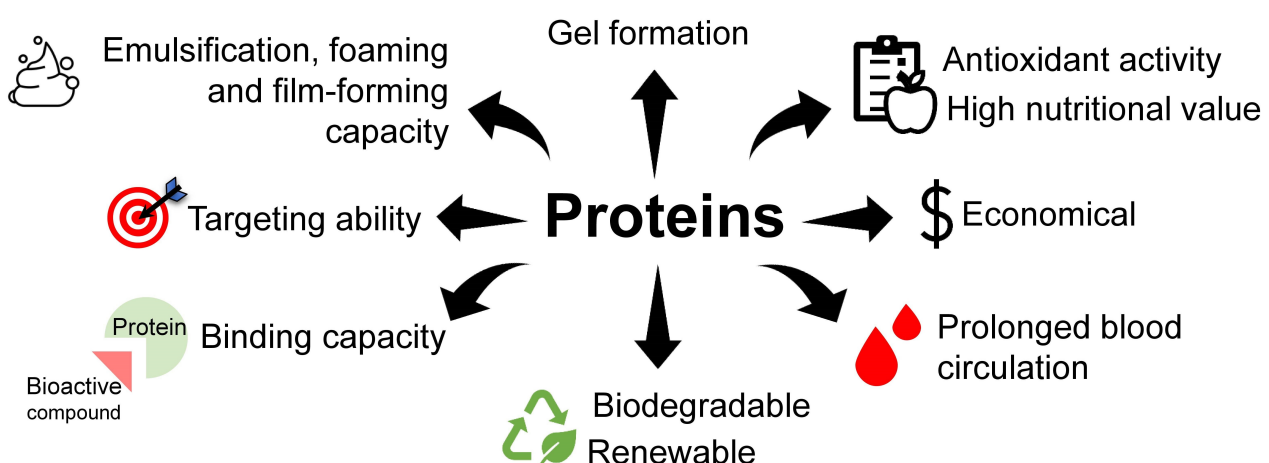 Gel formation
Emulsification, foaming
and film-forming
capacity
Antioxidant activity
High nutritional value
Targeting ability
Proteins
$ Economical
Protein
Binding capacity
Bioactive
compound
Prolonged blood
circulation
Biodegradable
Renewable